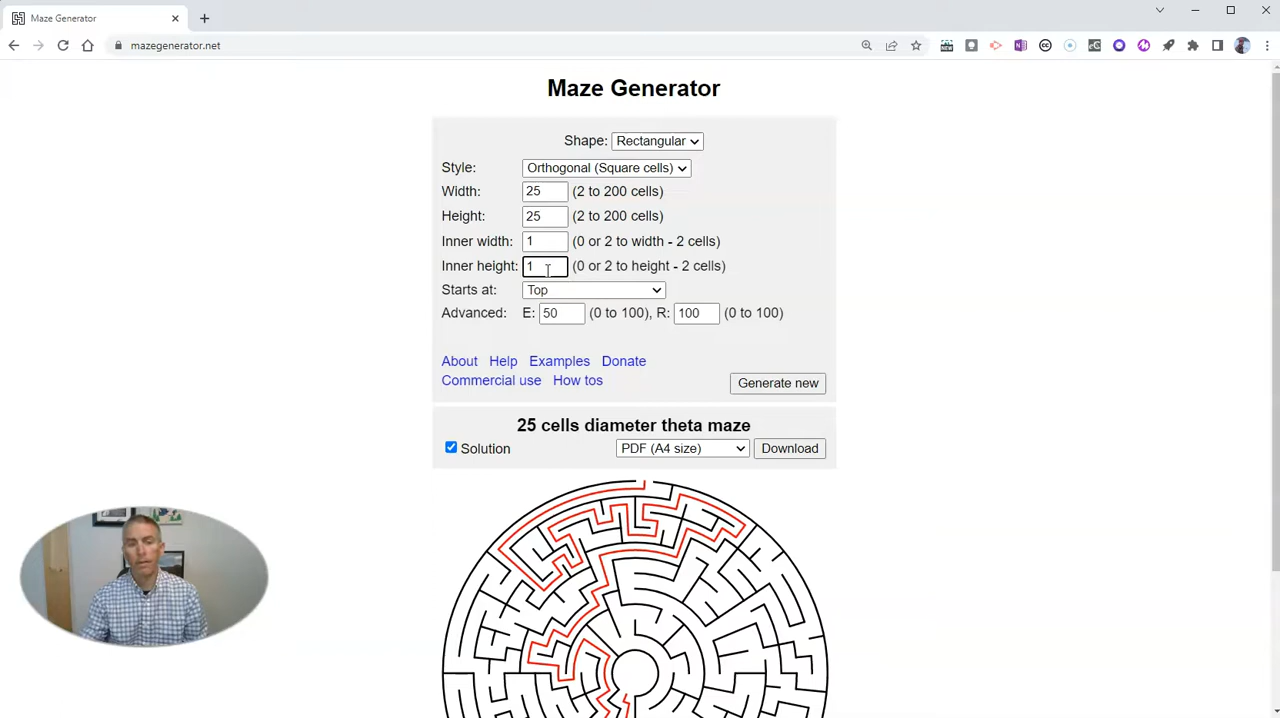 Maze Generator
mazegenerator.net
Maze Generator
Shape: Rectangular
Style: Orthogonal (Square cells)
Width: 25 (2 to 200 cells)
Height: 25 (2 to 200 cells)
Inner width: 1 (0 or 2 to width - 2 cells)
Inner height: 1 (0 or 2 to height - 2 cells)
Starts at: Top
Advanced: E: 50 (0 to 100), R: 100 (0 to 100)
About Help Examples Donate
Commercial use How tos
Generate new
25 cells diameter theta maze
Solution PDF (A4 size) Download